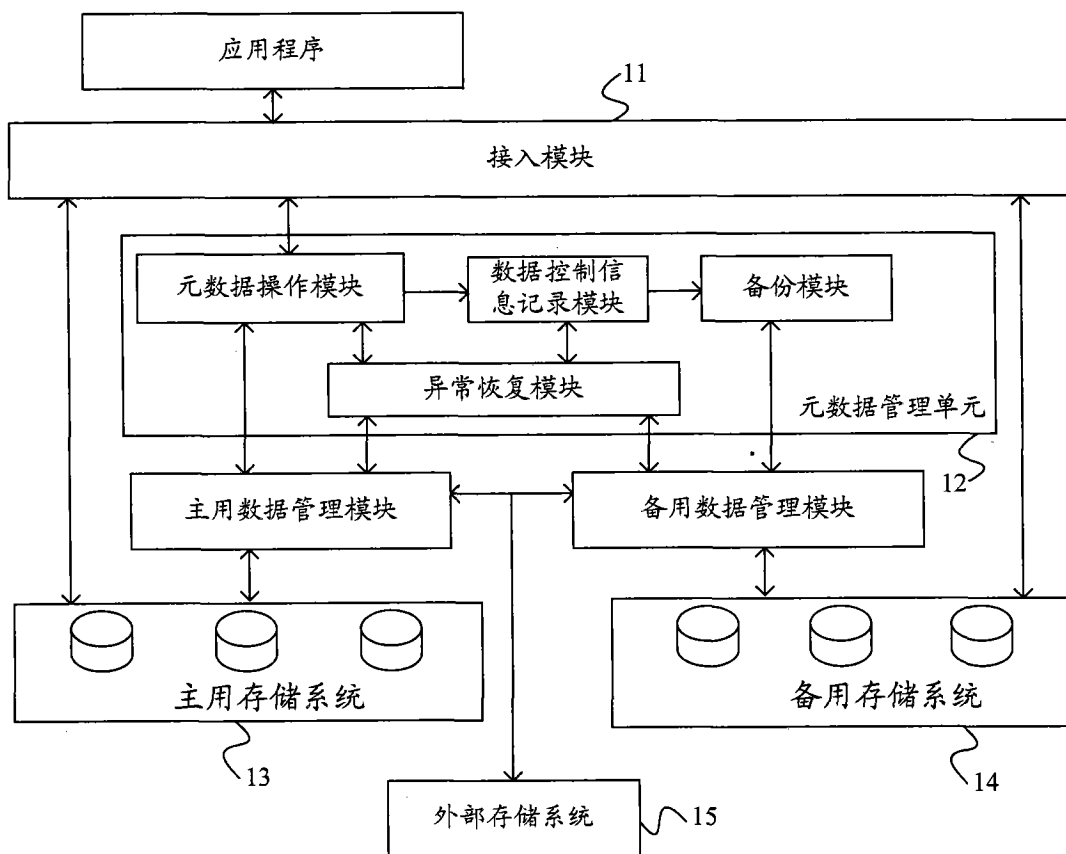 应用程序
11
接入模块
元数据操作模块
数据控制信
息记录模块
备份模块
异常恢复模块
元数据管理单元
12
主用数据管理模块
备用数据管理模块
主用存储系统
备用存储系统
13
14
外部存储系统
15